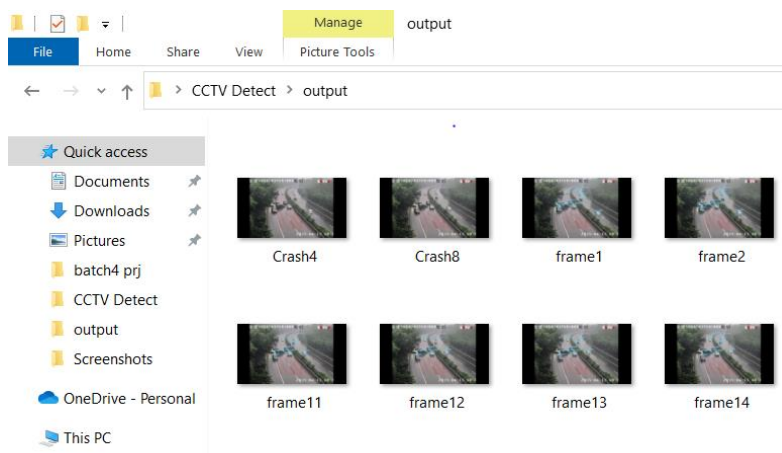 Manage output
File Home Share View Picture Tools
CCTV Detect output
Quick access
Documents
Downloads
Pictures
batch4 prj
CCTV Detect
output
Screenshots
OneDrive - Personal
This PC
Crash4 Crash8 frame1 frame2
frame11 frame12 frame13 frame14